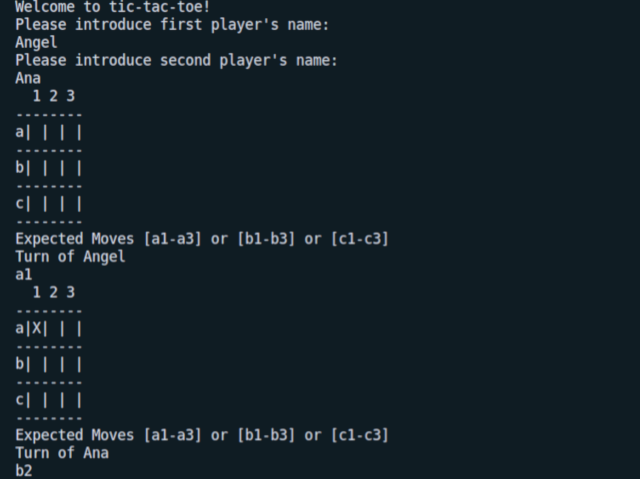 Welcome to tic-tac-toe!
Please introduce first player's name:
Angel
Please introduce second player's name:
Ana
  1 2 3
--------
a| | | |
--------
b| | | |
--------
c| | | |
--------
Expected Moves [a1-a3] or [b1-b3] or [c1-c3]
Turn of Angel
a1
  1 2 3
--------
a|X| | |
--------
b| | | |
--------
c| | | |
--------
Expected Moves [a1-a3] or [b1-b3] or [c1-c3]
Turn of Ana
b2